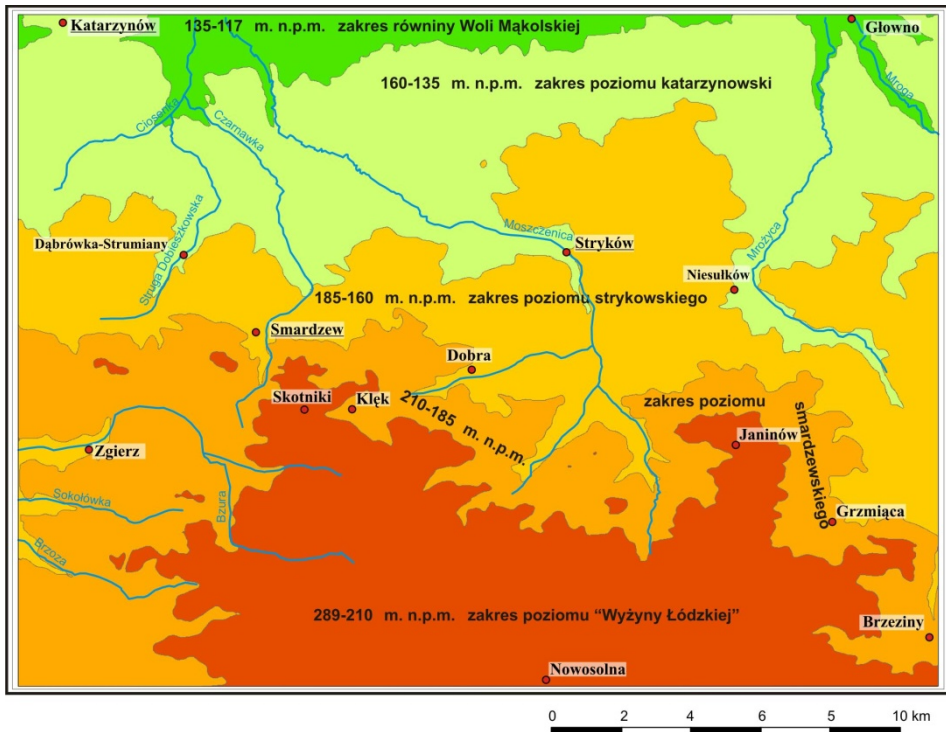 Katarzynów
135-117 m. n.p.m. zakres równiny Woli Mąkolskiej
Głowno
160-135 m. n.p.m. zakres poziomu katarzynowski
Mroga
Ciosenka
Czarnawka
Dąbrówka-Strumiany
Struga Dobieszkowska
Moszczenica
Stryków
Mrożyca
Niesułków
185-160 m. n.p.m. zakres poziomu strykowskiego
Smardzew
Dobra
Skotniki
Klęk
210-185 m. n.p.m.
zakres poziomu
smardzewskiego
Janinów
Zgierz
Sokołówka
Bzura
Grzmiąca
Brzoza
289-210 m. n.p.m. zakres poziomu “Wyżyny Łódzkiej”
Brzeziny
Nowosolna
0 2 4 6 5 10 km